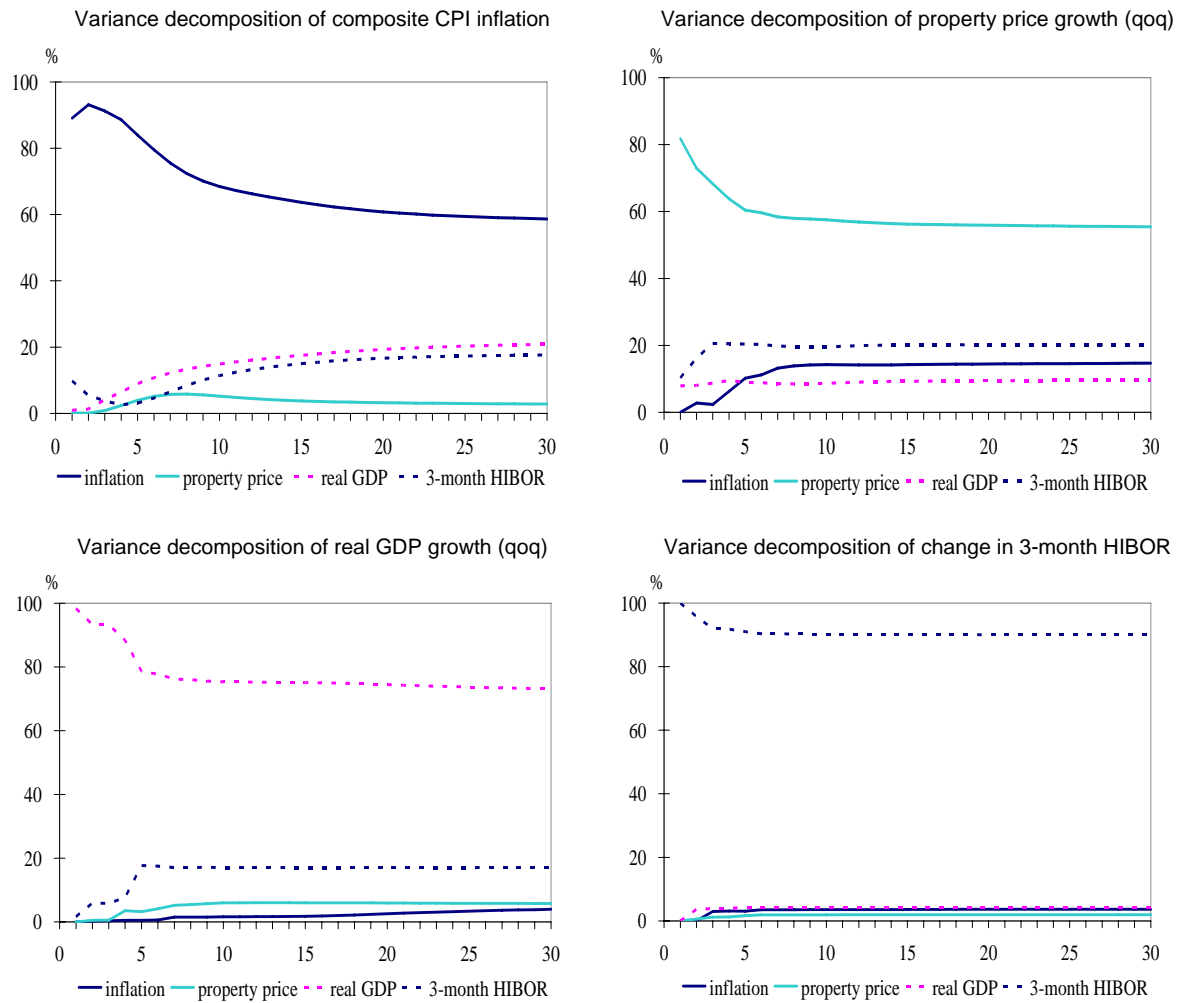 Variance decomposition of composite CPI inflation
%
100
80
60
40
20
0
0 5 10 15 20 25 30
inflation property price real GDP 3-month HIBOR
Variance decomposition of property price growth (qoq)
%
100
80
60
40
20
0
0 5 10 15 20 25 30
inflation property price real GDP 3-month HIBOR
Variance decomposition of real GDP growth (qoq)
%
100
80
60
40
20
0
0 5 10 15 20 25 30
inflation property price real GDP 3-month HIBOR
Variance decomposition of change in 3-month HIBOR
%
100
80
60
40
20
0
0 5 10 15 20 25 30
inflation property price real GDP 3-month HIBOR